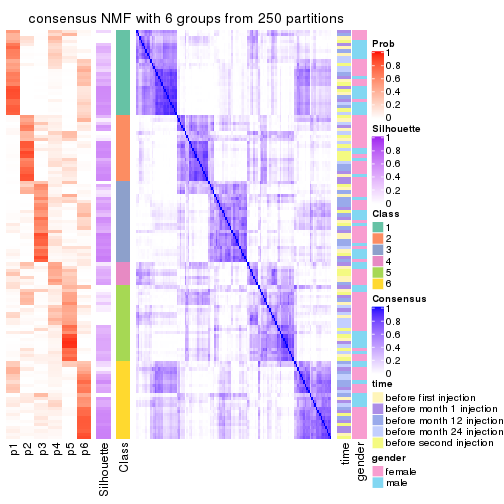 consensus NMF with 6 groups from 250 partitions
Prob
1
0.8
0.6
0.4
0.2
0
Silhouette
1
0.8
0.6
0.4
0.2
0
Class
1
2
3
4
5
6
Consensus
1
0.8
0.6
0.4
0.2
0
time
before first injection
before month 1 injection
before month 12 injection
before month 24 injection
before second injection
gender
female
male
p1
p2
p3
p4
p5
p6
Silhouette
Class
time
gender